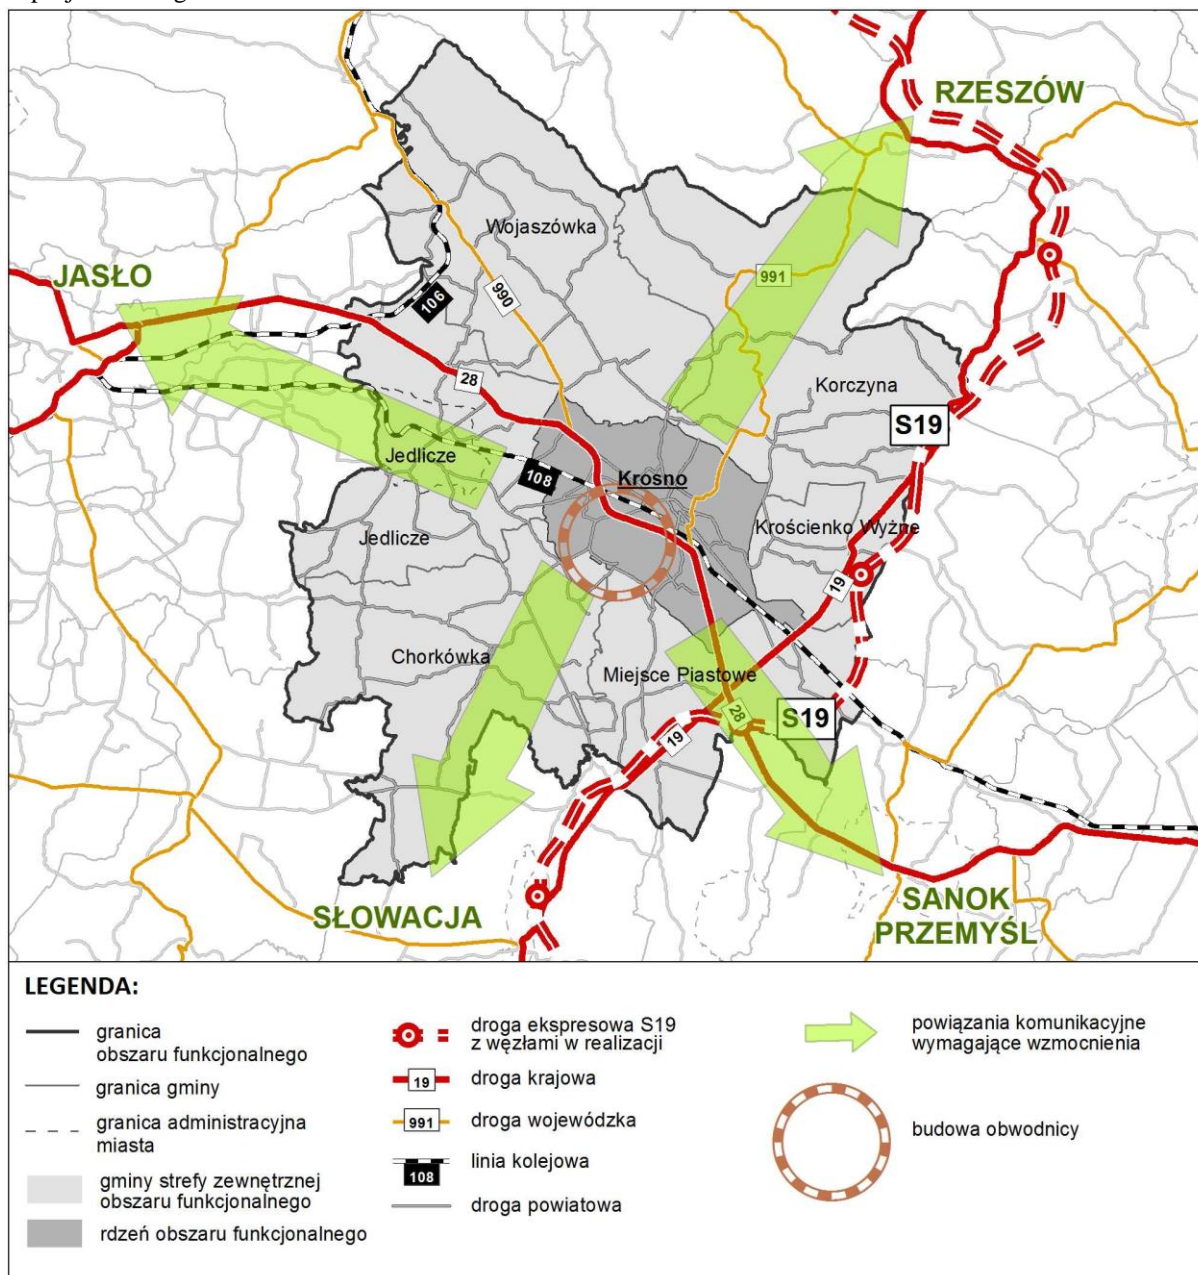 RZESZÓW
Wojaszówka
JASŁO
991
990
106
28
Korczyna
S19
Jedlicze
108
Krosno
Krościenko Wyżne
Jedlicze
19
Chorkówka
Miejsce Piastowe
28
S19
19
SŁOWACJA
SANOK
PRZEMYŚL
LEGENDA:
granica
obszaru funkcjonalnego
granica gminy
granica administracyjna
miasta
gminy strefy zewnętrznej
obszaru funkcjonalnego
rdzeń obszaru funkcjonalnego
droga ekspresowa S19
z węzłami w realizacji
19
droga krajowa
991
droga wojewódzka
linia kolejowa
108
droga powiatowa
powiązania komunikacyjne
wymagające wzmocnienia
budowa obwodnicy